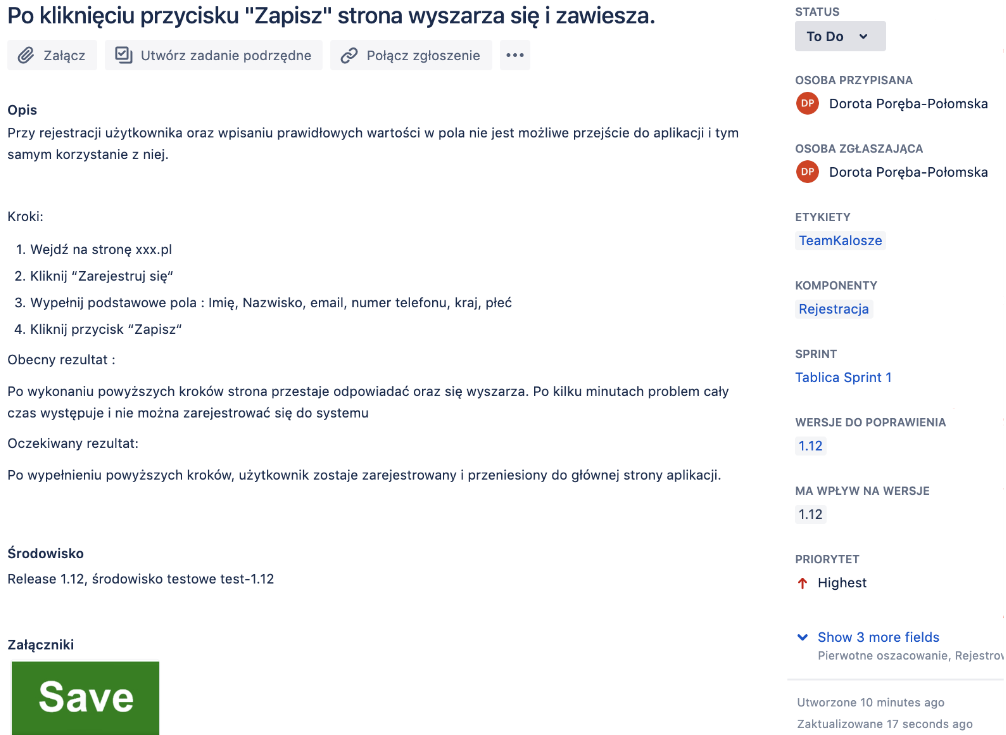 Po kliknięciu przycisku "Zapisz" strona wyszarza się i zawiesza.
Załącz
Utwórz zadanie podrzędne
Połącz zgłoszenie
Opis
Przy rejestracji użytkownika oraz wpisaniu prawidłowych wartości w pola nie jest możliwe przejście do aplikacji i tym
samym korzystanie z niej.
Kroki:
1. Wejdź na stronę xxx.pl
2. Kliknij “Zarejestruj się“
3. Wypełnij podstawowe pola : Imię, Nazwisko, email, numer telefonu, kraj, płeć
4. Kliknij przycisk “Zapisz“
Obecny rezultat :
Po wykonaniu powyższych kroków strona przestaje odpowiadać oraz się wyszarza. Po kilku minutach problem cały
czas występuje i nie można zarejestrować się do systemu
Oczekiwany rezultat:
Po wypełnieniu powyższych kroków, użytkownik zostaje zarejestrowany i przeniesiony do głównej strony aplikacji.
Środowisko
Release 1.12, środowisko testowe test-1.12
Załączniki
Save
STATUS
To Do
OSOBA PRZYPISANA
DP Dorota Poręba-Połomska
OSOBA ZGŁASZAJĄCA
DP Dorota Poręba-Połomska
ETYKIETY
TeamKalosze
KOMPONENTY
Rejestracja
SPRINT
Tablica Sprint 1
WERSJE DO POPRAWIENIA
1.12
MA WPŁYW NA WERSJE
1.12
PRIORYTET
Highest
Show 3 more fields
Pierwotne oszacowanie, Rejestrow
Utworzone 10 minutes ago
Zaktualizowane 17 seconds ago